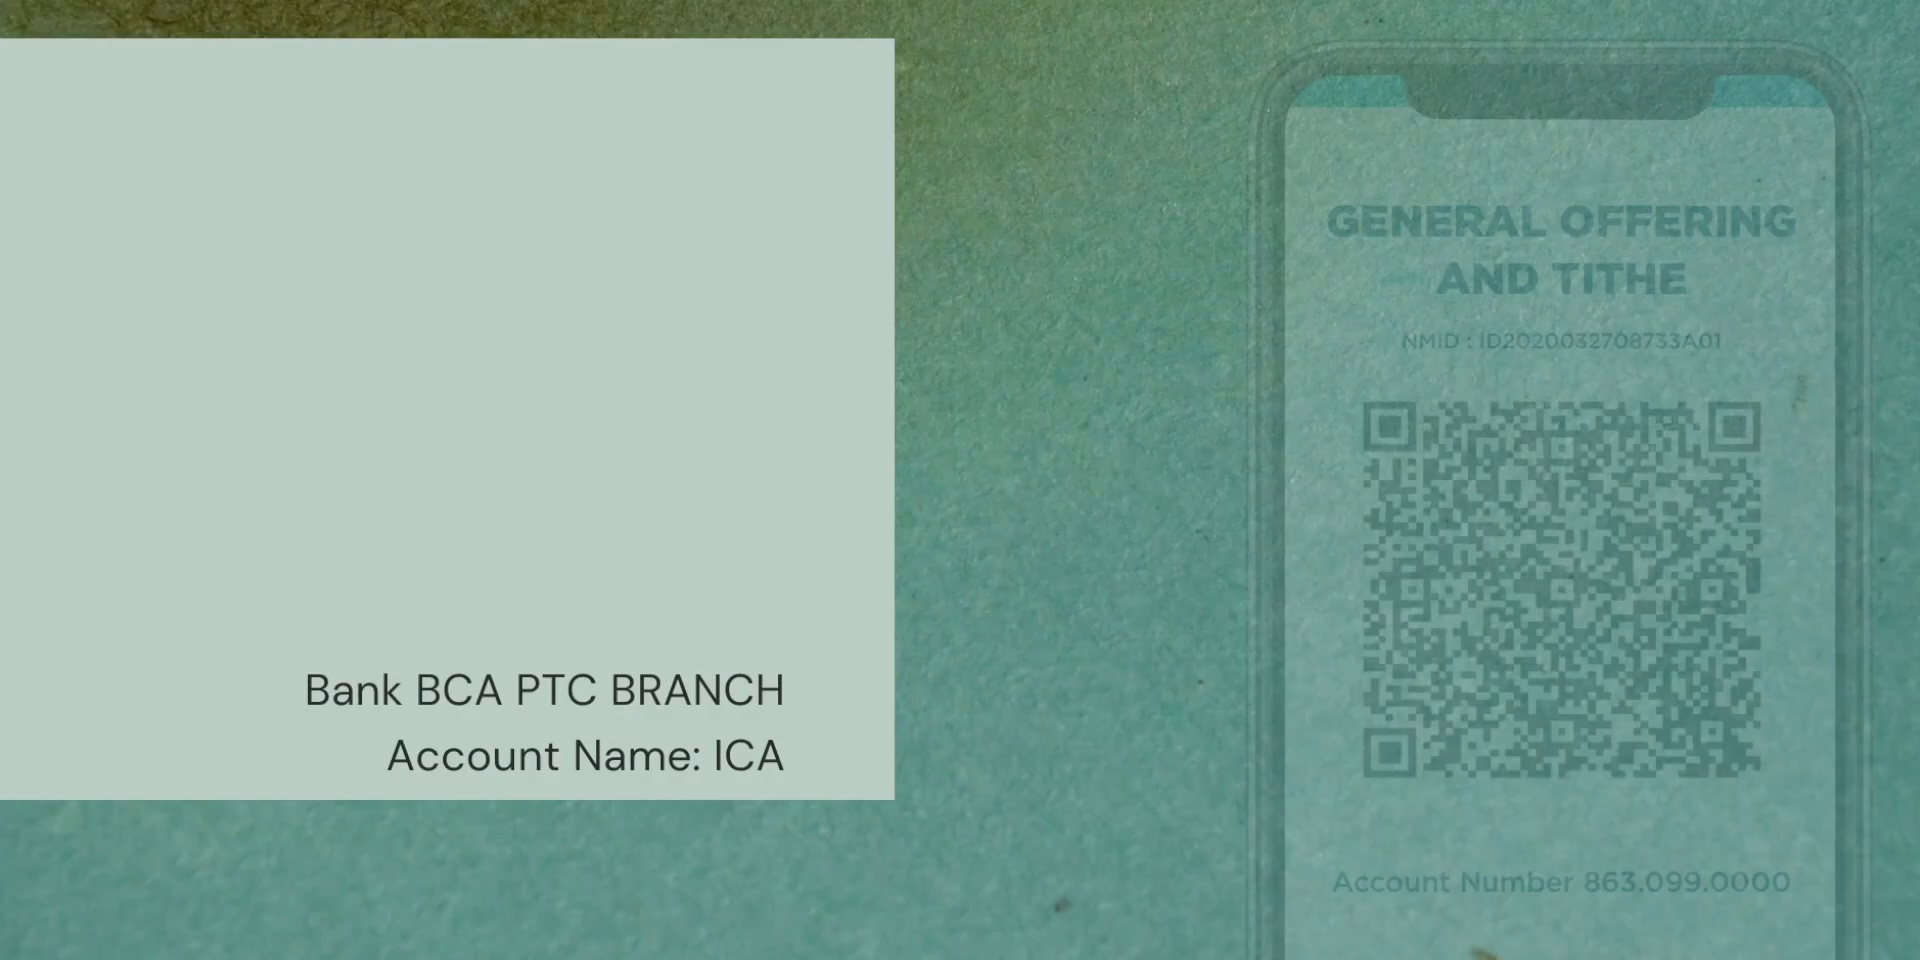 Bank BCA PTC BRANCH
Account Name: ICA
GENERAL OFFERING
AND TITHE
NMID : ID2020032708733A01
Account Number 863.099.0000